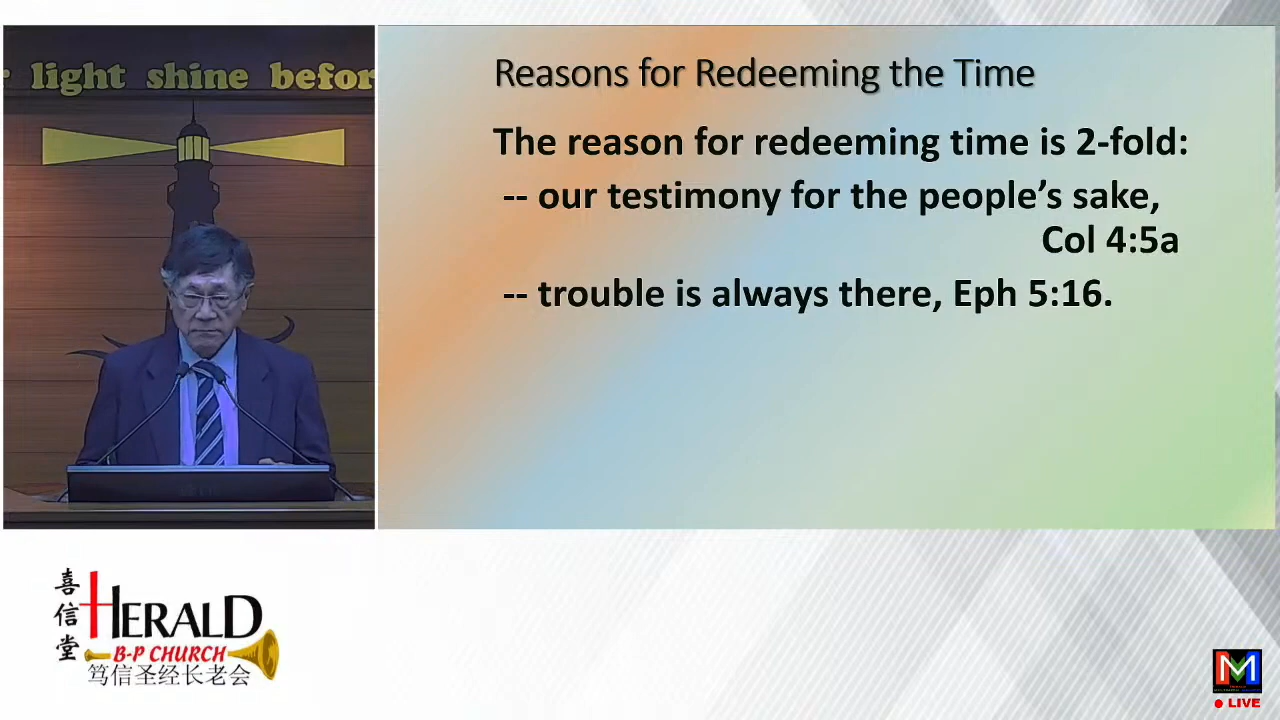 light shine befor
Reasons for Redeeming the Time
The reason for redeeming time is 2-fold:
-- our testimony for the people’s sake,
Col 4:5a
-- trouble is always there, Eph 5:16.
喜信堂
HERALD
B-P CHURCH
笃信圣经长老会
M
LIVE